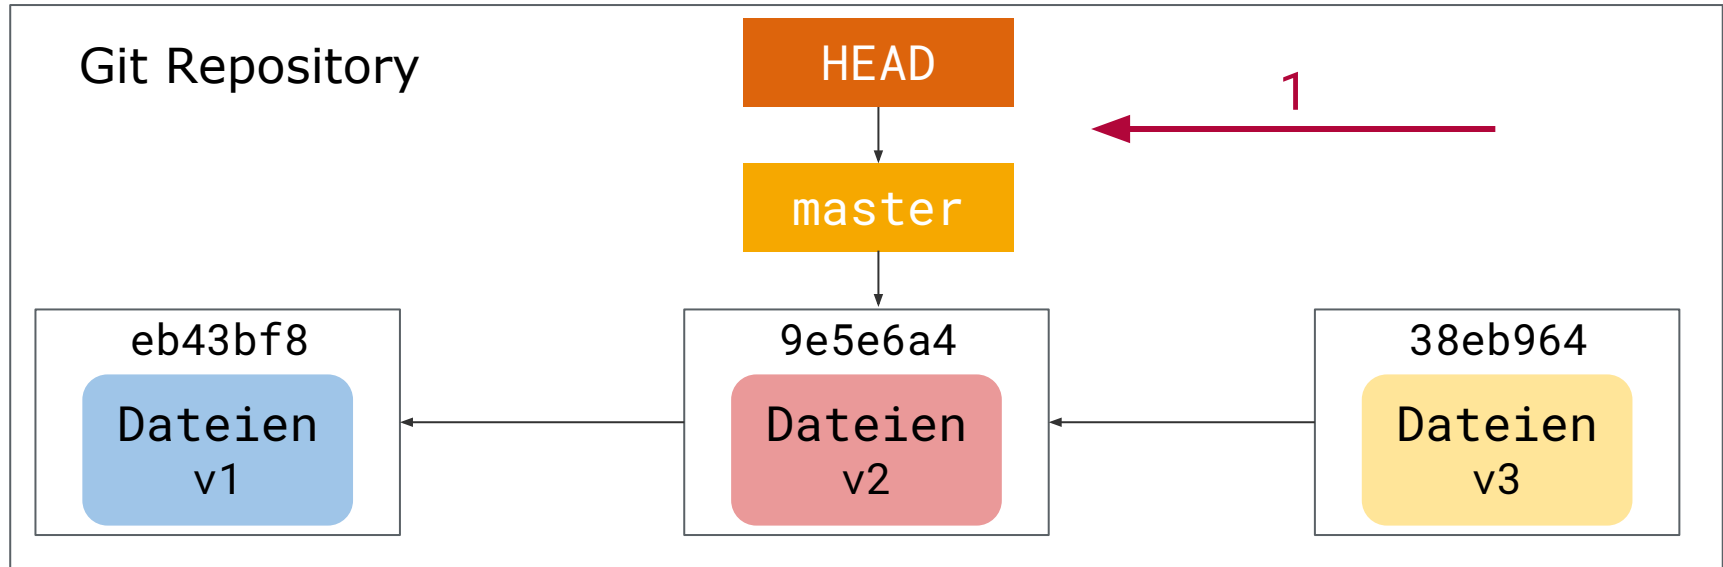 Git Repository
HEAD
1
master
eb43bf8
Dateien
v1
9e5e6a4
Dateien
v2
38eb964
Dateien
v3